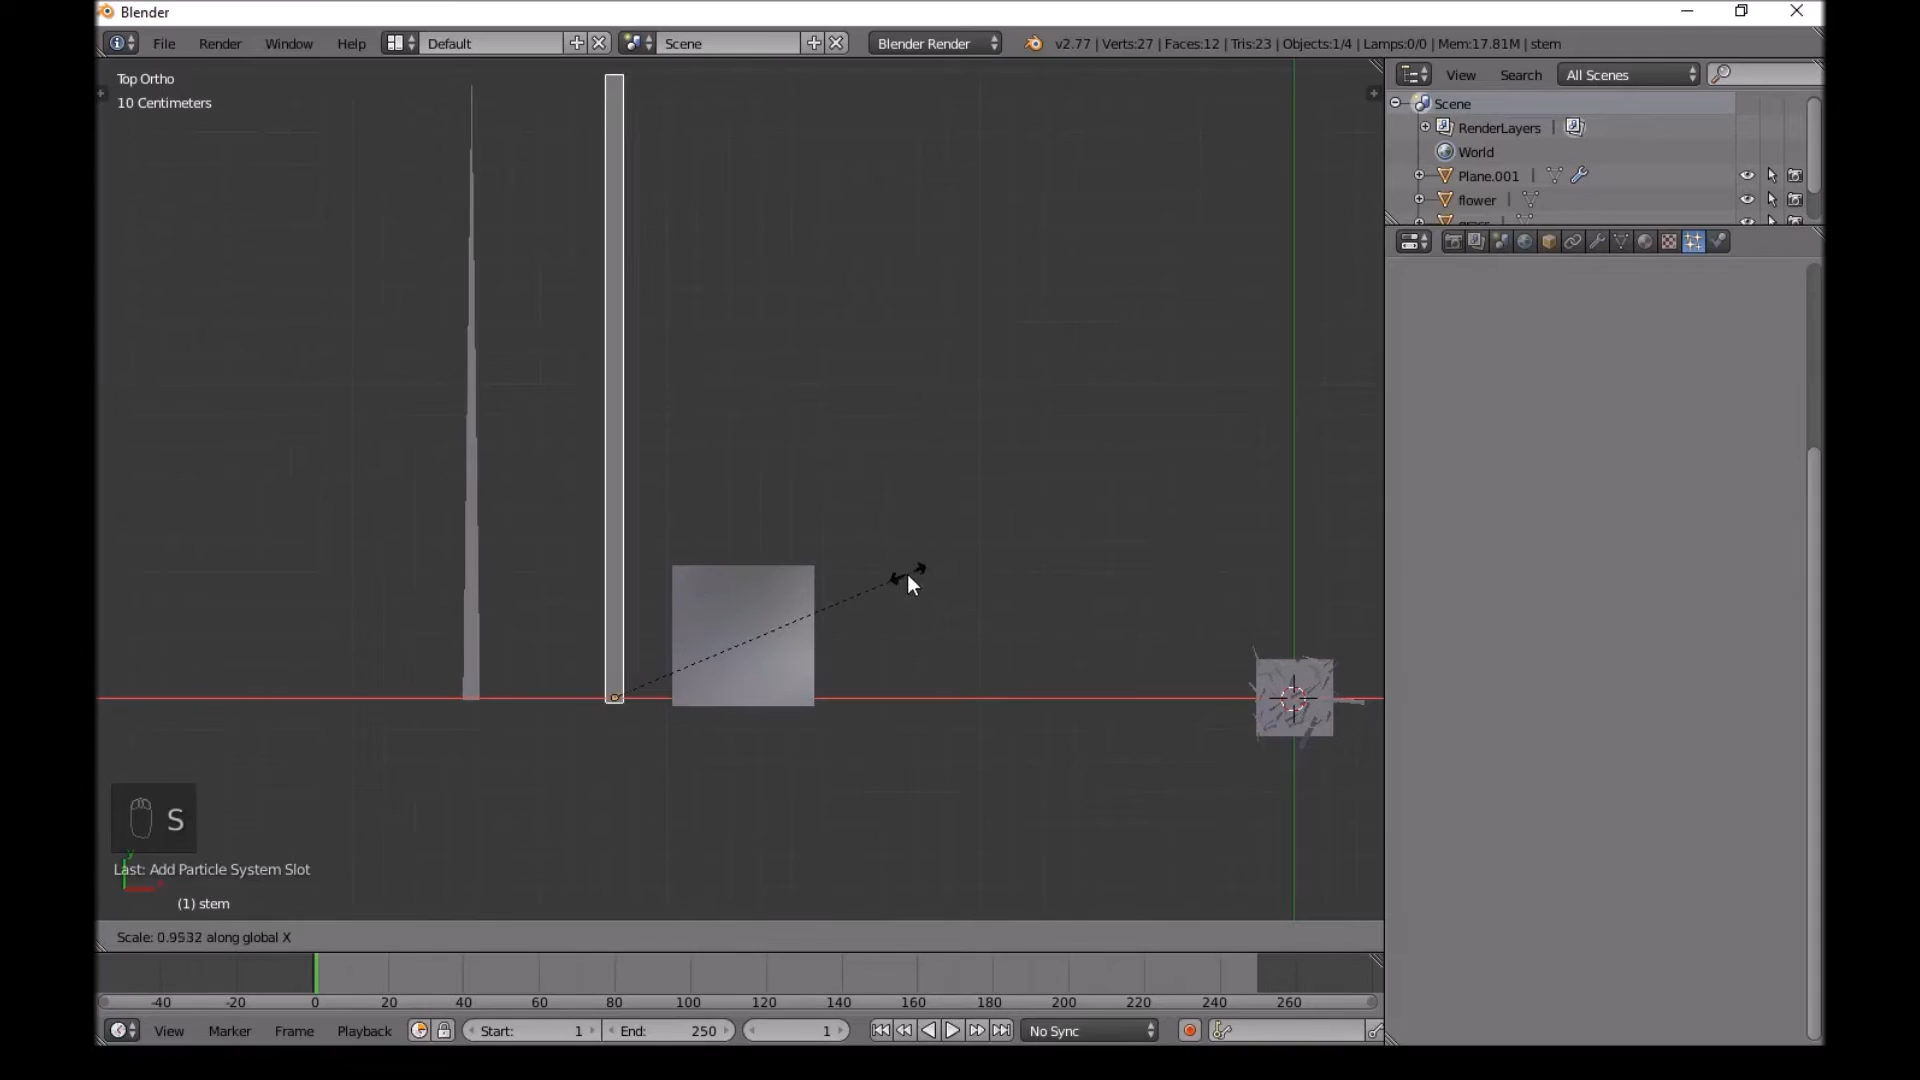 Blender
File Render Window Help Default Scene Blender Render v2.77 | Verts:27 | Faces:12 | Tris:23 | Objects:1/4 | Lamps:0/0 | Mem:17.81M | stem
Top Ortho
10 Centimeters
View Search All Scenes
Scene
RenderLayers |
World
Plane.001 |
flower |
S
Last: Add Particle System Slot
(1) stem
Scale: 0.9532 along global X
-40 -20 0 20 40 60 80 100 120 140 160 180 200 220 240 260
View Marker Frame Playback Start: 1 End: 250 1 No Sync